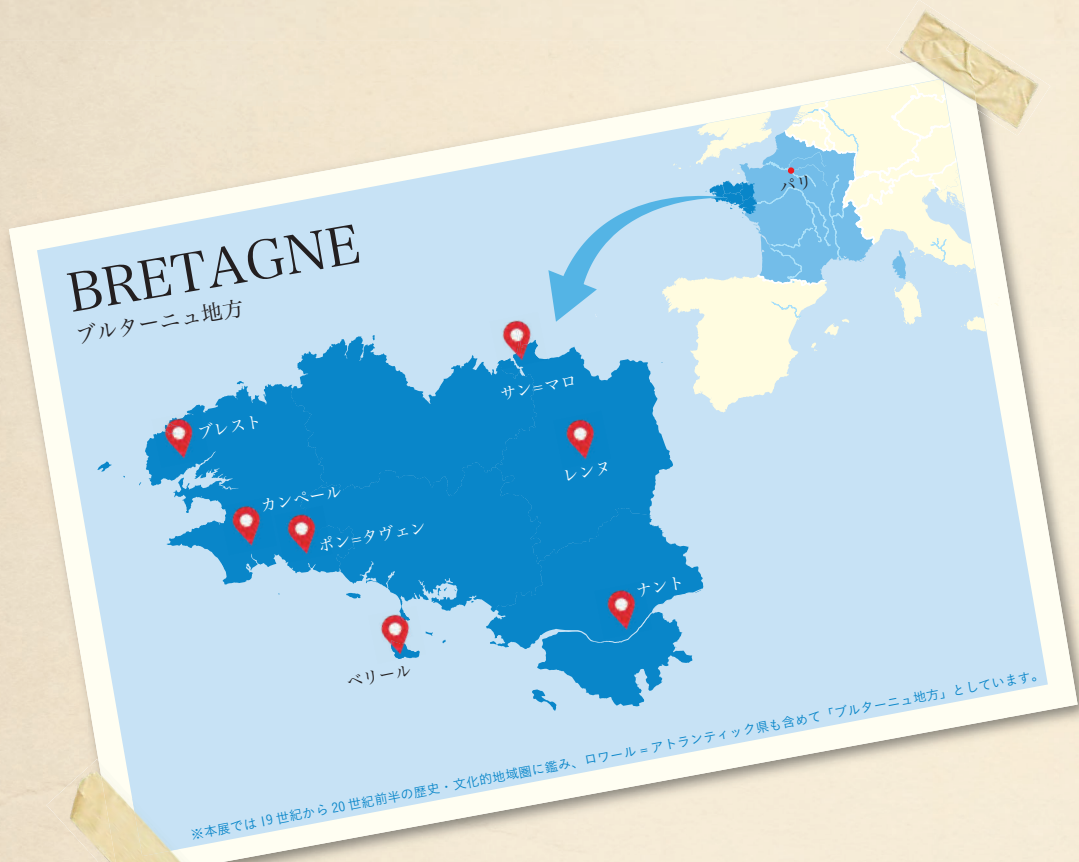 パリ
BRETAGNE
ブルターニュ地方
サン=マロ
ブレスト
レンヌ
カンペール
ポン=タヴェン
ナント
ベリール
※本展では 19 世紀から 20 世紀前半の歴史・文化的地域圏に鑑み、ロワール = アトランティック県も含めて「ブルターニュ地方」としています。